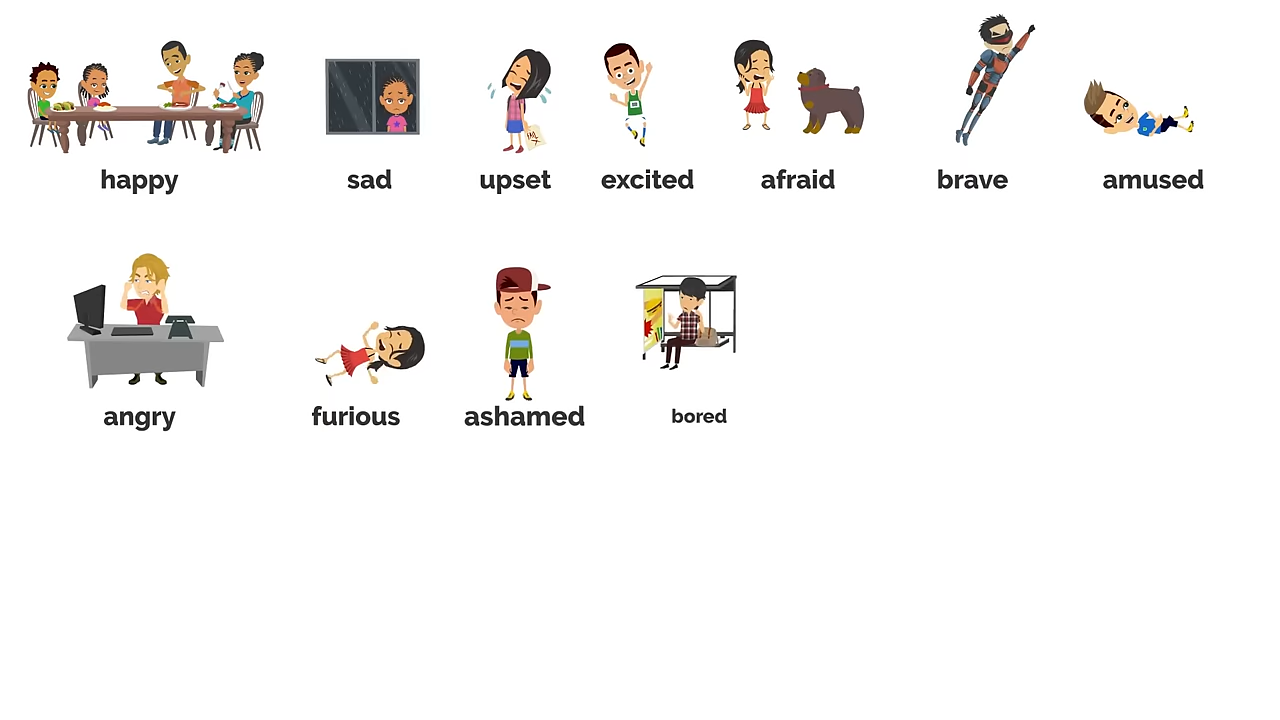 happy
sad
upset
excited
afraid
brave
amused
angry
furious
ashamed
bored